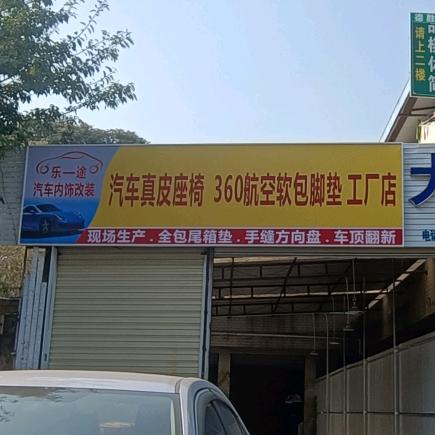 乐一途
汽车内饰改装
汽车真皮座椅 360航空软包脚垫 工厂店
现场生产.全包尾箱垫.手缝方向盘.车顶翻新
请上二楼